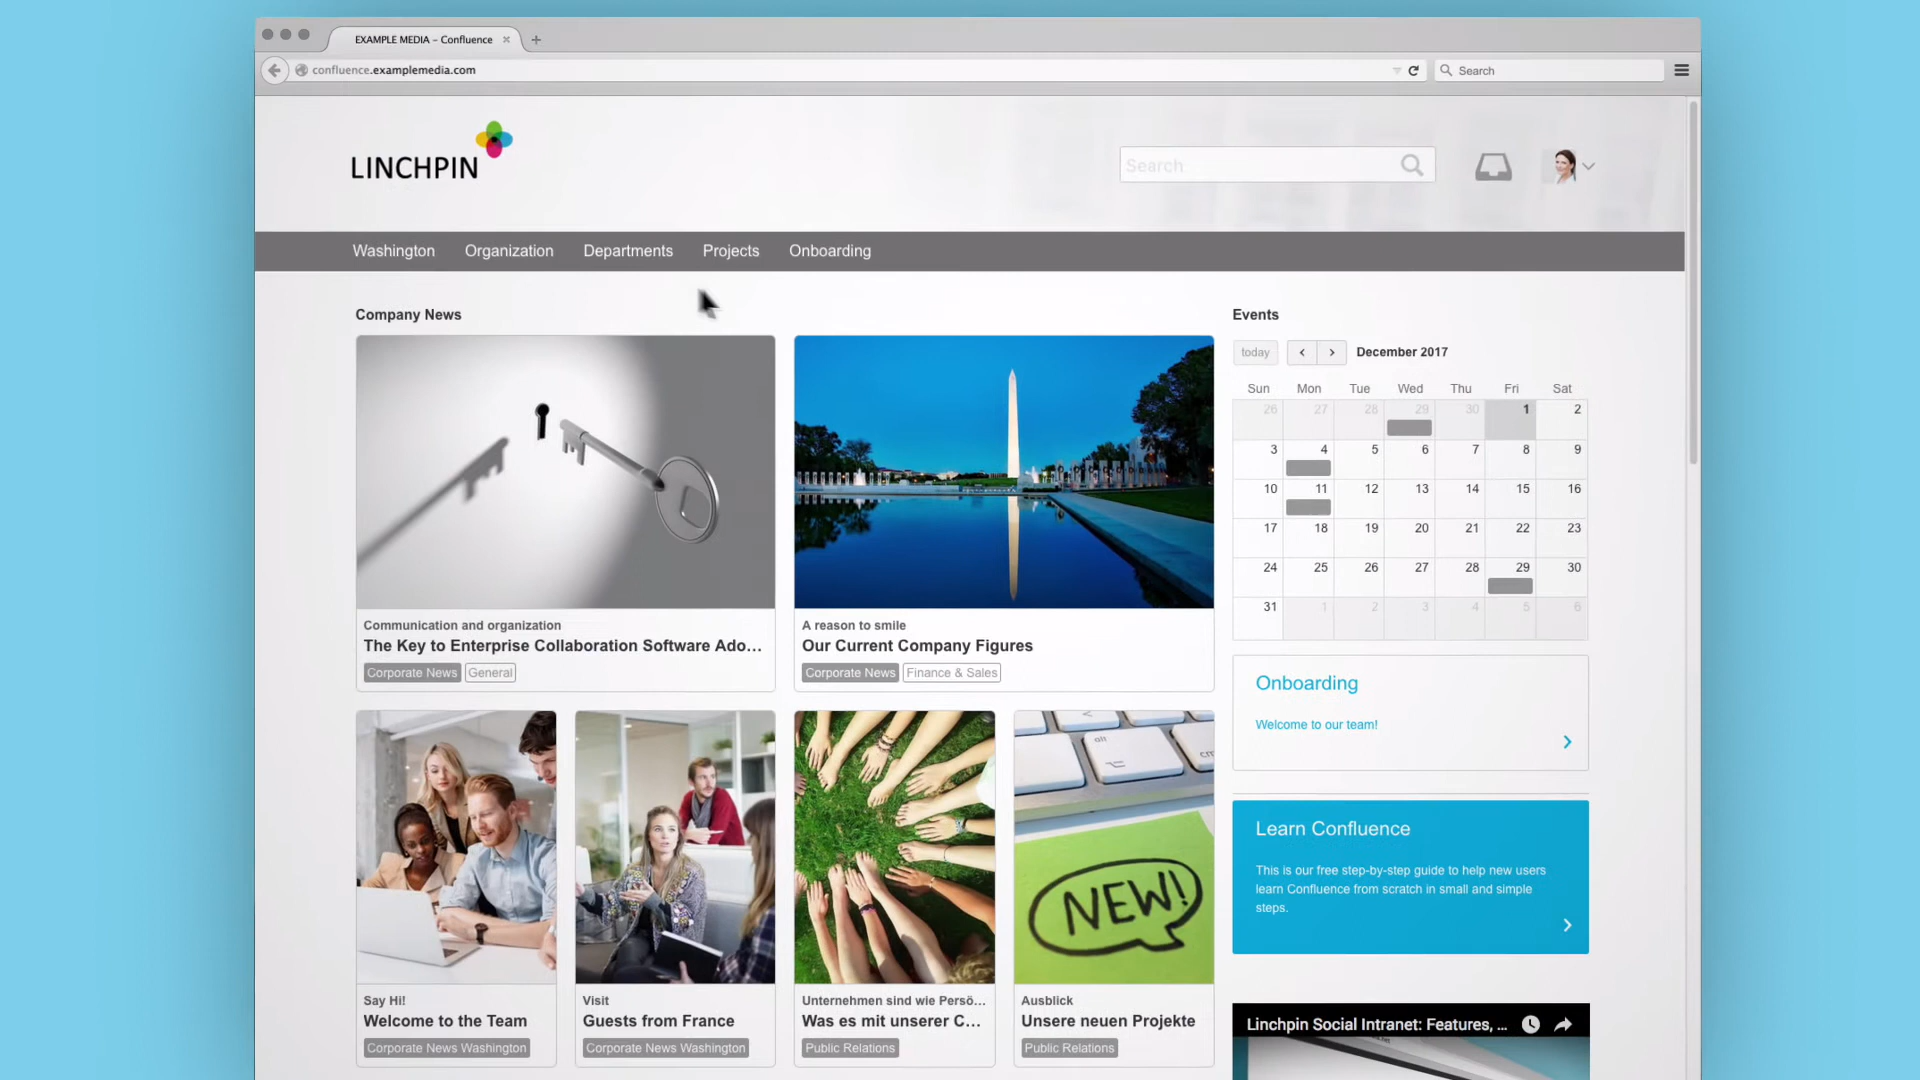 EXAMPLE MEDIA – Confluence
confluence.examplemedia.com
Search
LINCHPIN
Search
Washington Organization Departments Projects Onboarding
Company News
Communication and organization
The Key to Enterprise Collaboration Software Ado...
Corporate News General
A reason to smile
Our Current Company Figures
Corporate News Finance & Sales
alt
NEW!
Say Hi!
Welcome to the Team
Corporate News Washington
Visit
Guests from France
Corporate News Washington
Unternehmen sind wie Persö...
Was es mit unserer C...
Public Relations
Ausblick
Unsere neuen Projekte
Public Relations
Events
today December 2017
Sun Mon Tue Wed Thu Fri Sat
26 27 28 29 30 1 2
3 4 5 6 7 8 9
10 11 12 13 14 15 16
17 18 19 20 21 22 23
24 25 26 27 28 29 30
31 1 2 3 4 5 6
Onboarding
Welcome to our team!
Learn Confluence
This is our free step-by-step guide to help new users
learn Confluence from scratch in small and simple
steps.
Linchpin Social Intranet: Features, ...